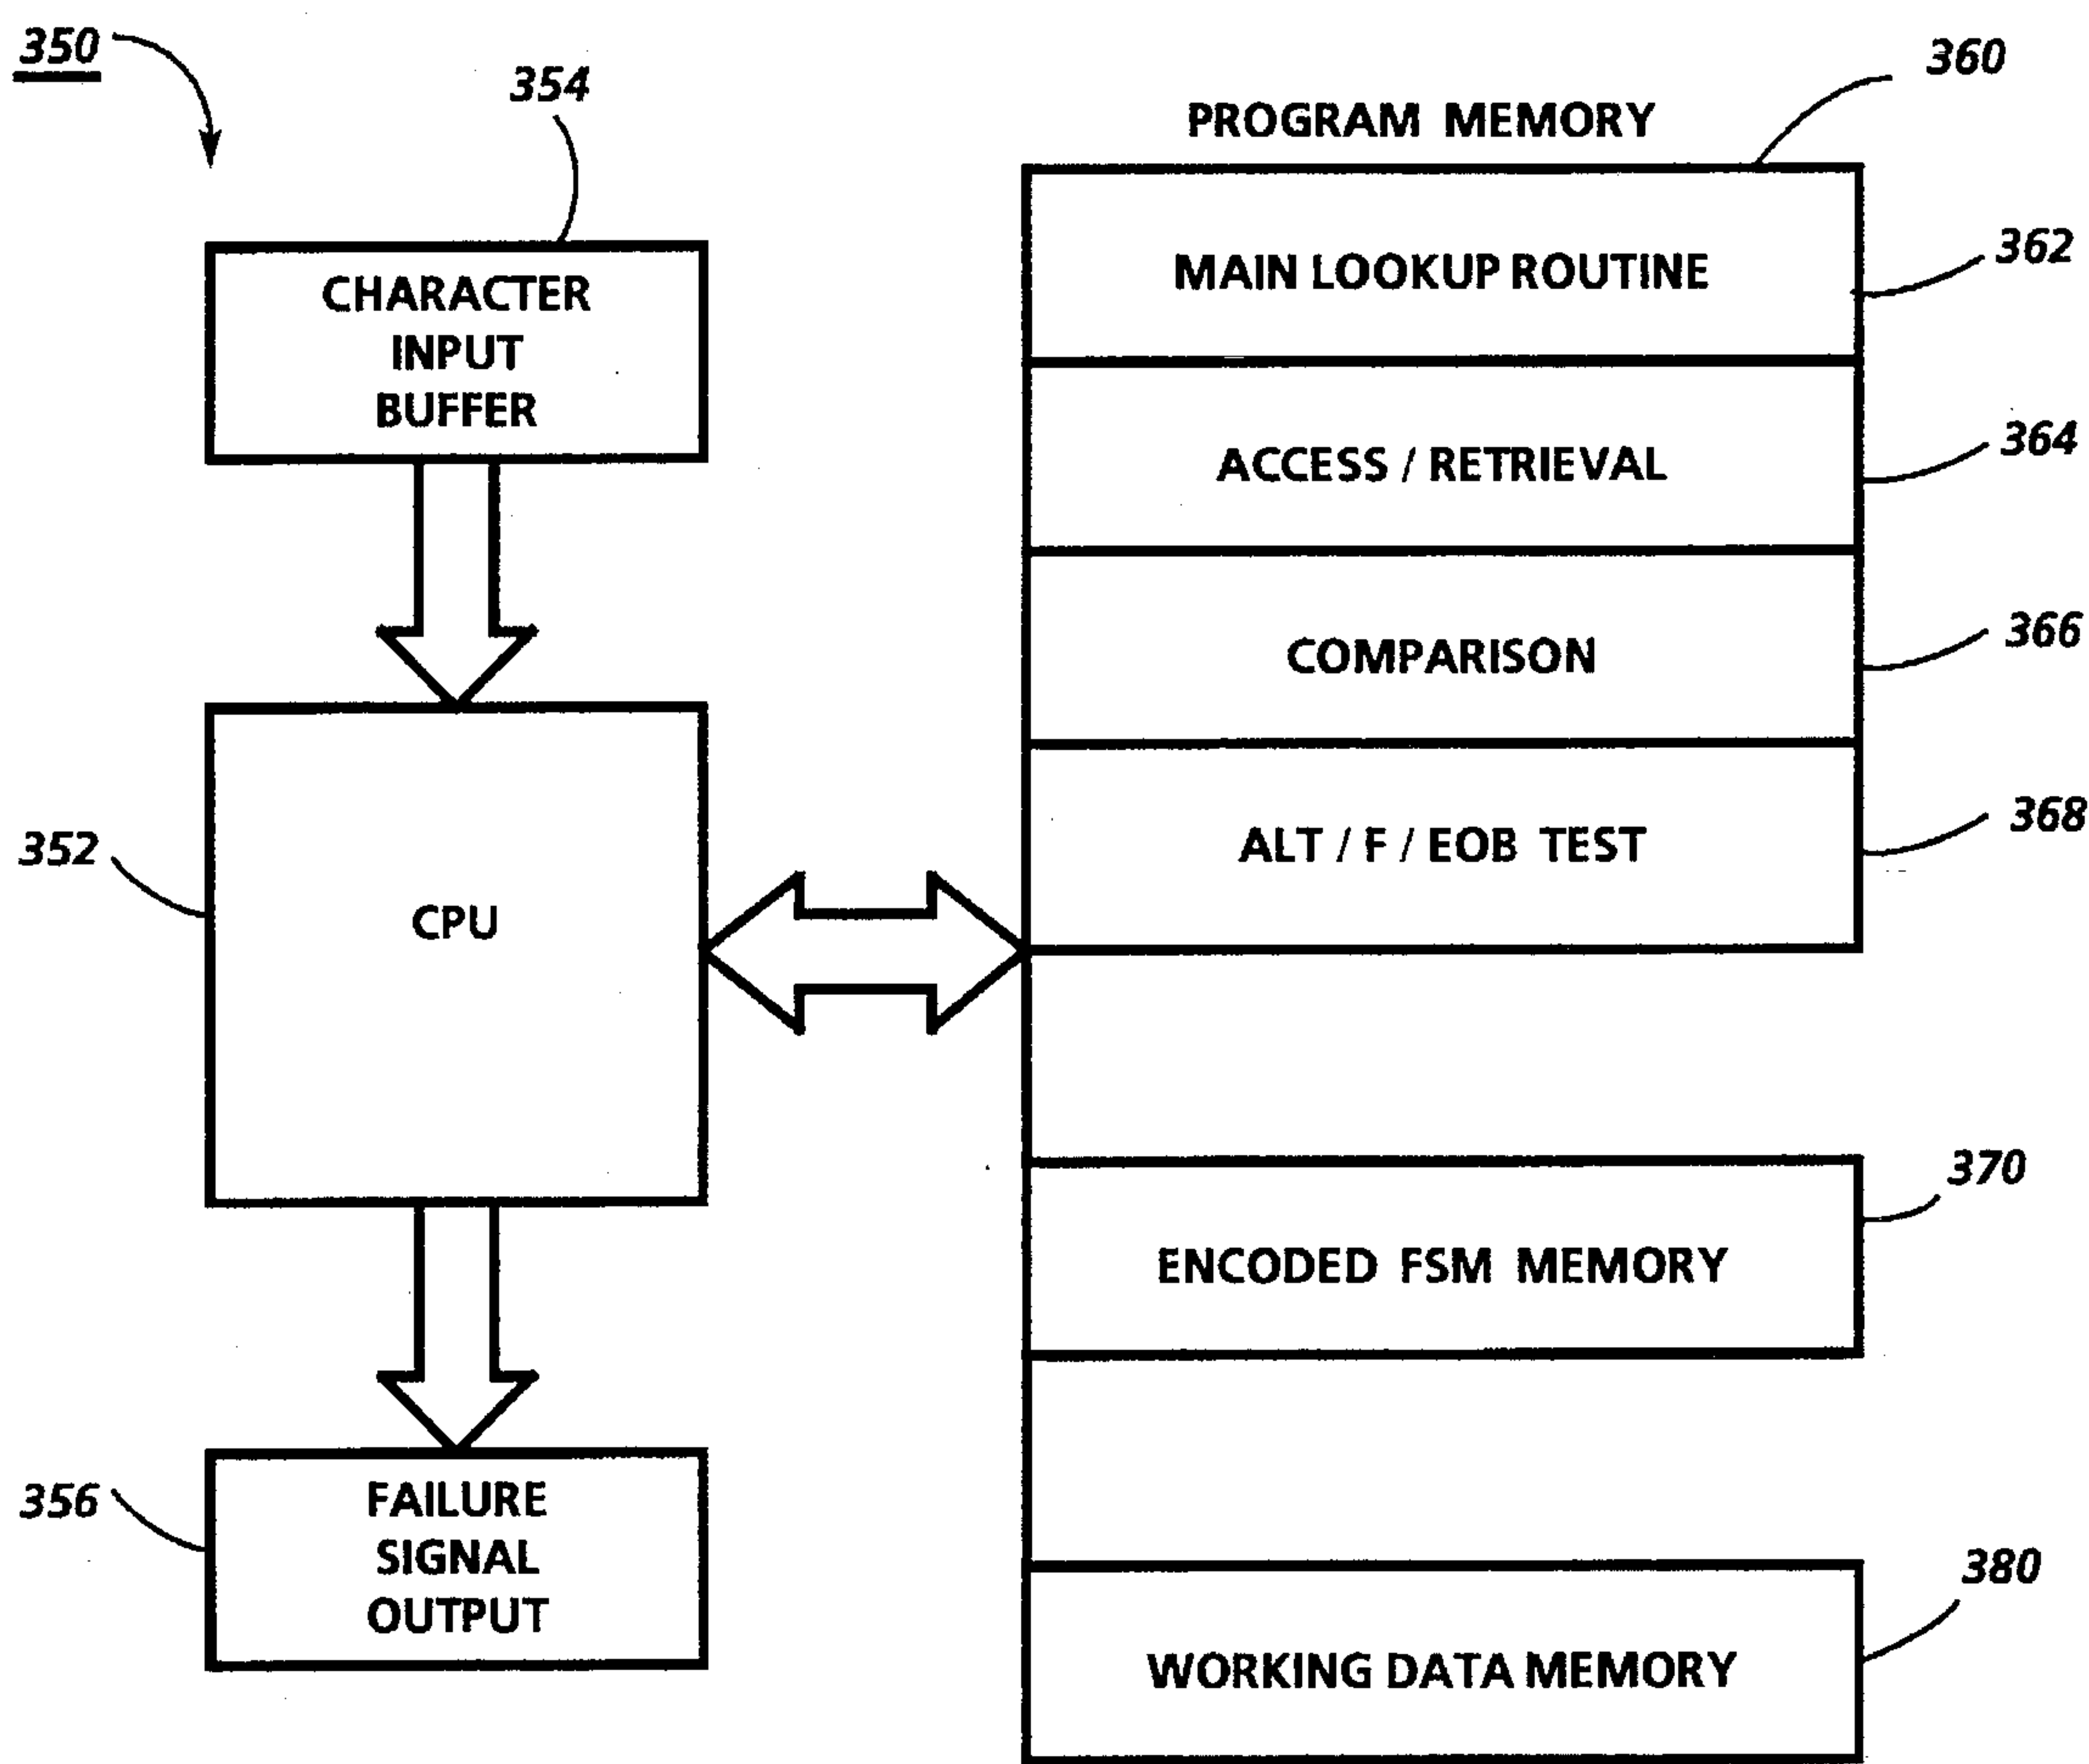 350
354
360
PROGRAM MEMORY
CHARACTER
INPUT
BUFFER
MAIN LOOKUP ROUTINE
362
ACCESS / RETRIEVAL
364
COMPARISON
366
352
CPU
ALT / F / EOB TEST
368
ENCODED FSM MEMORY
370
356
FAILURE
SIGNAL
OUTPUT
WORKING DATA MEMORY
380